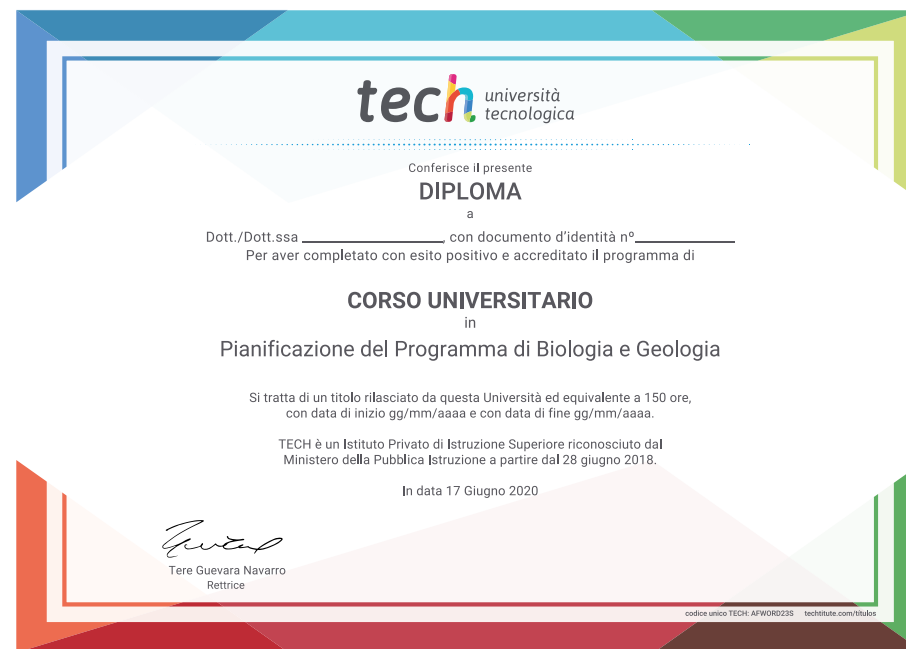 tech università
tecnologica
Conferisce il presente
DIPLOMA
a
Dott./Dott.ssa ____________________, con documento d'identità nº______________
Per aver completato con esito positivo e accreditato il programma di
CORSO UNIVERSITARIO
in
Pianificazione del Programma di Biologia e Geologia
Si tratta di un titolo rilasciato da questa Università ed equivalente a 150 ore,
con data di inizio gg/mm/aaaa e con data di fine gg/mm/aaaa.
TECH è un Istituto Privato di Istruzione Superiore riconosciuto dal
Ministero della Pubblica Istruzione a partire dal 28 giugno 2018.
In data 17 Giugno 2020
Tere Guevara Navarro
Rettrice
codice unico TECH: AFWORD23S techtitute.com/titulos